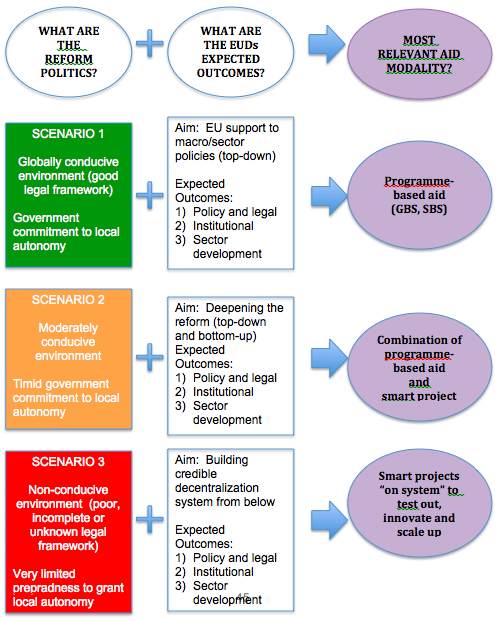 WHAT ARE
THE
REFORM
POLITICS?
WHAT ARE
THE EUDs
EXPECTED
OUTCOMES?
MOST
RELEVANT AID
MODALITY?
SCENARIO 1
Globally conducive
environment (good
legal framework)
Government
commitment to local
autonomy
Aim:  EU support to
macro/sector
policies (top-down)
Expected
Outcomes:
1)  Policy and legal
2)  Institutional
3)  Sector
development
Programme-
based aid
(GBS, SBS)
SCENARIO 2
Moderately
conducive
environment
Timid government
commitment to local
autonomy
Aim:  Deepening the
reform (top-down
and bottom-up)
Expected
Outcomes:
1)  Policy and legal
2)  Institutional
3)  Sector
development
Combination of
programme-
based aid
and
smart project
SCENARIO 3
Non-conducive
environment  (poor,
incomplete or
unknown legal
framework)
Very limited
prepradness to grant
local autonomy
Aim:  Building
credible
decentralization
system from below
Expected
Outcomes:
1)  Policy and legal
2)  Institutional
3)  Sector
development
45
Smart projects
“on system” to
test out,
innovate and
scale up